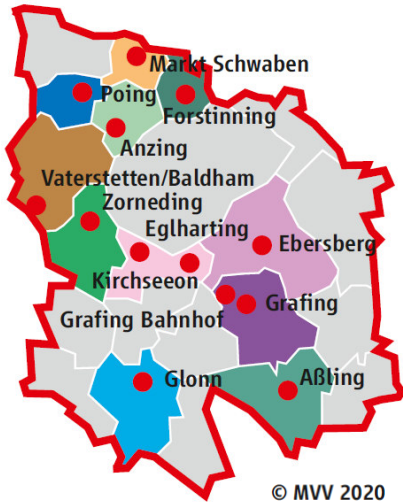 Markt Schwaben
Poing
Forstinning
Anzing
Vaterstetten/Baldham
Zorneding
Eglharting
Ebersberg
Kirchseeon
Grafing
Grafing Bahnhof
Glonn
Aßling
© MVV 2020